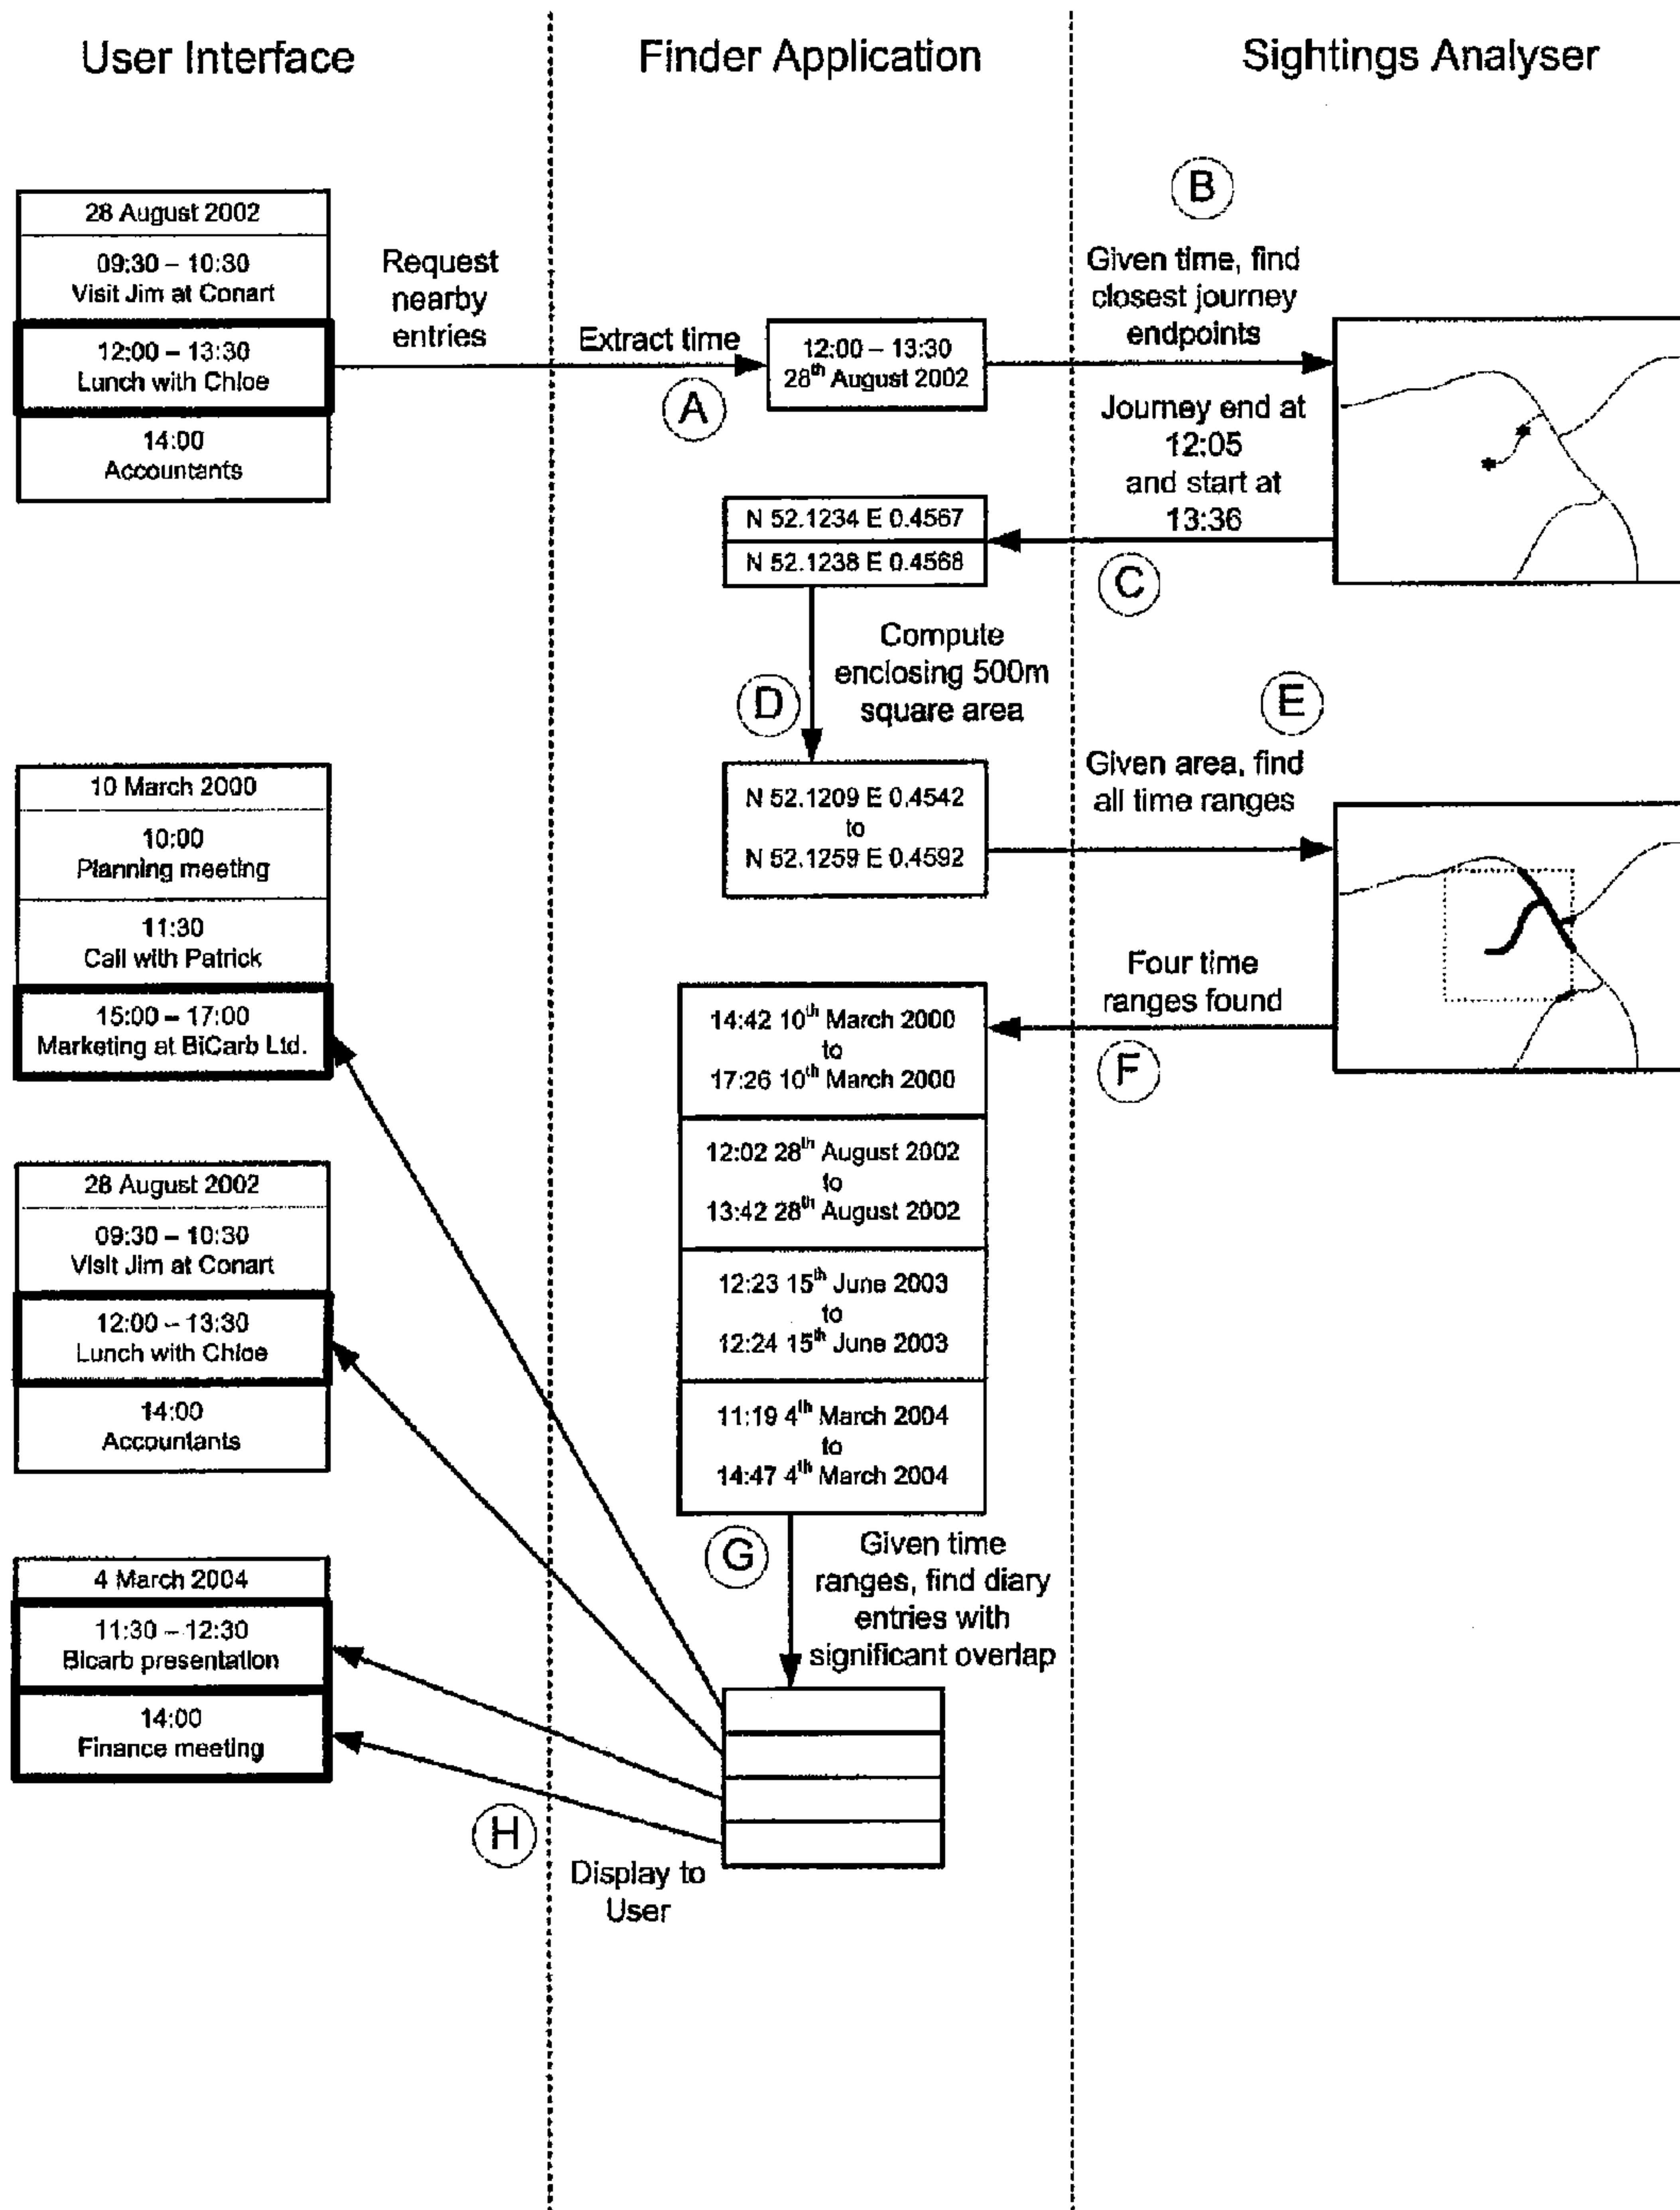 User Interface
Finder Application
Sightings Analyser
28 August 2002
09:30 – 10:30
Visit Jim at Conart
12:00 – 13:30
Lunch with Chloe
14:00
Accountants
Request
nearby
entries
Extract time
A
12:00 – 13:30
28th August 2002
B
Given time, find
closest journey
endpoints
Journey end at
12:05
and start at
13:36
C
N 52.1234 E 0.4567
N 52.1238 E 0.4568
Compute
enclosing 500m
square area
D
N 52.1209 E 0.4542
to
N 52.1259 E 0.4592
E
Given area, find
all time ranges
Four time
ranges found
F
14:42 10th March 2000
to
17:26 10th March 2000
12:02 28th August 2002
to
13:42 28th August 2002
12:23 15th June 2003
to
12:24 15th June 2003
11:19 4th March 2004
to
14:47 4th March 2004
G
Given time
ranges, find diary
entries with
significant overlap
10 March 2000
10:00
Planning meeting
11:30
Call with Patrick
15:00 – 17:00
Marketing at BiCarb Ltd.
28 August 2002
09:30 – 10:30
Visit Jim at Conart
12:00 – 13:30
Lunch with Chloe
14:00
Accountants
4 March 2004
11:30 – 12:30
Bicarb presentation
14:00
Finance meeting
H
Display to
User